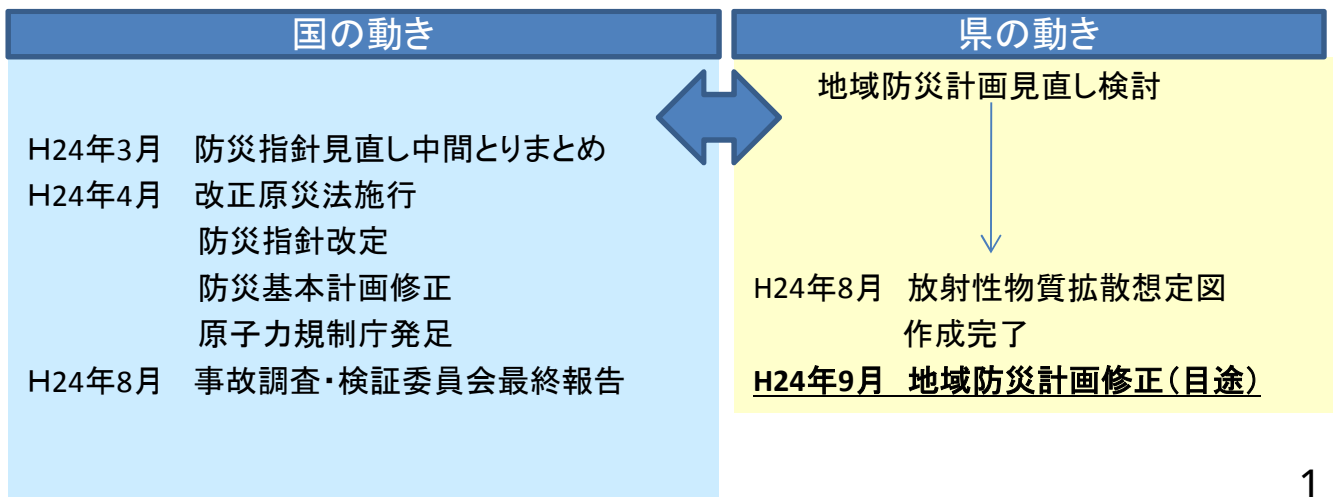 国の動き
H24年3月 防災指針見直し中間とりまとめ
H24年4月 改正原災法施行
防災指針改定
防災基本計画修正
原子力規制庁発足
H24年8月 事故調査・検証委員会最終報告
県の動き
地域防災計画見直し検討
H24年8月 放射性物質拡散想定図
作成完了
H24年9月 地域防災計画修正(目途)
1